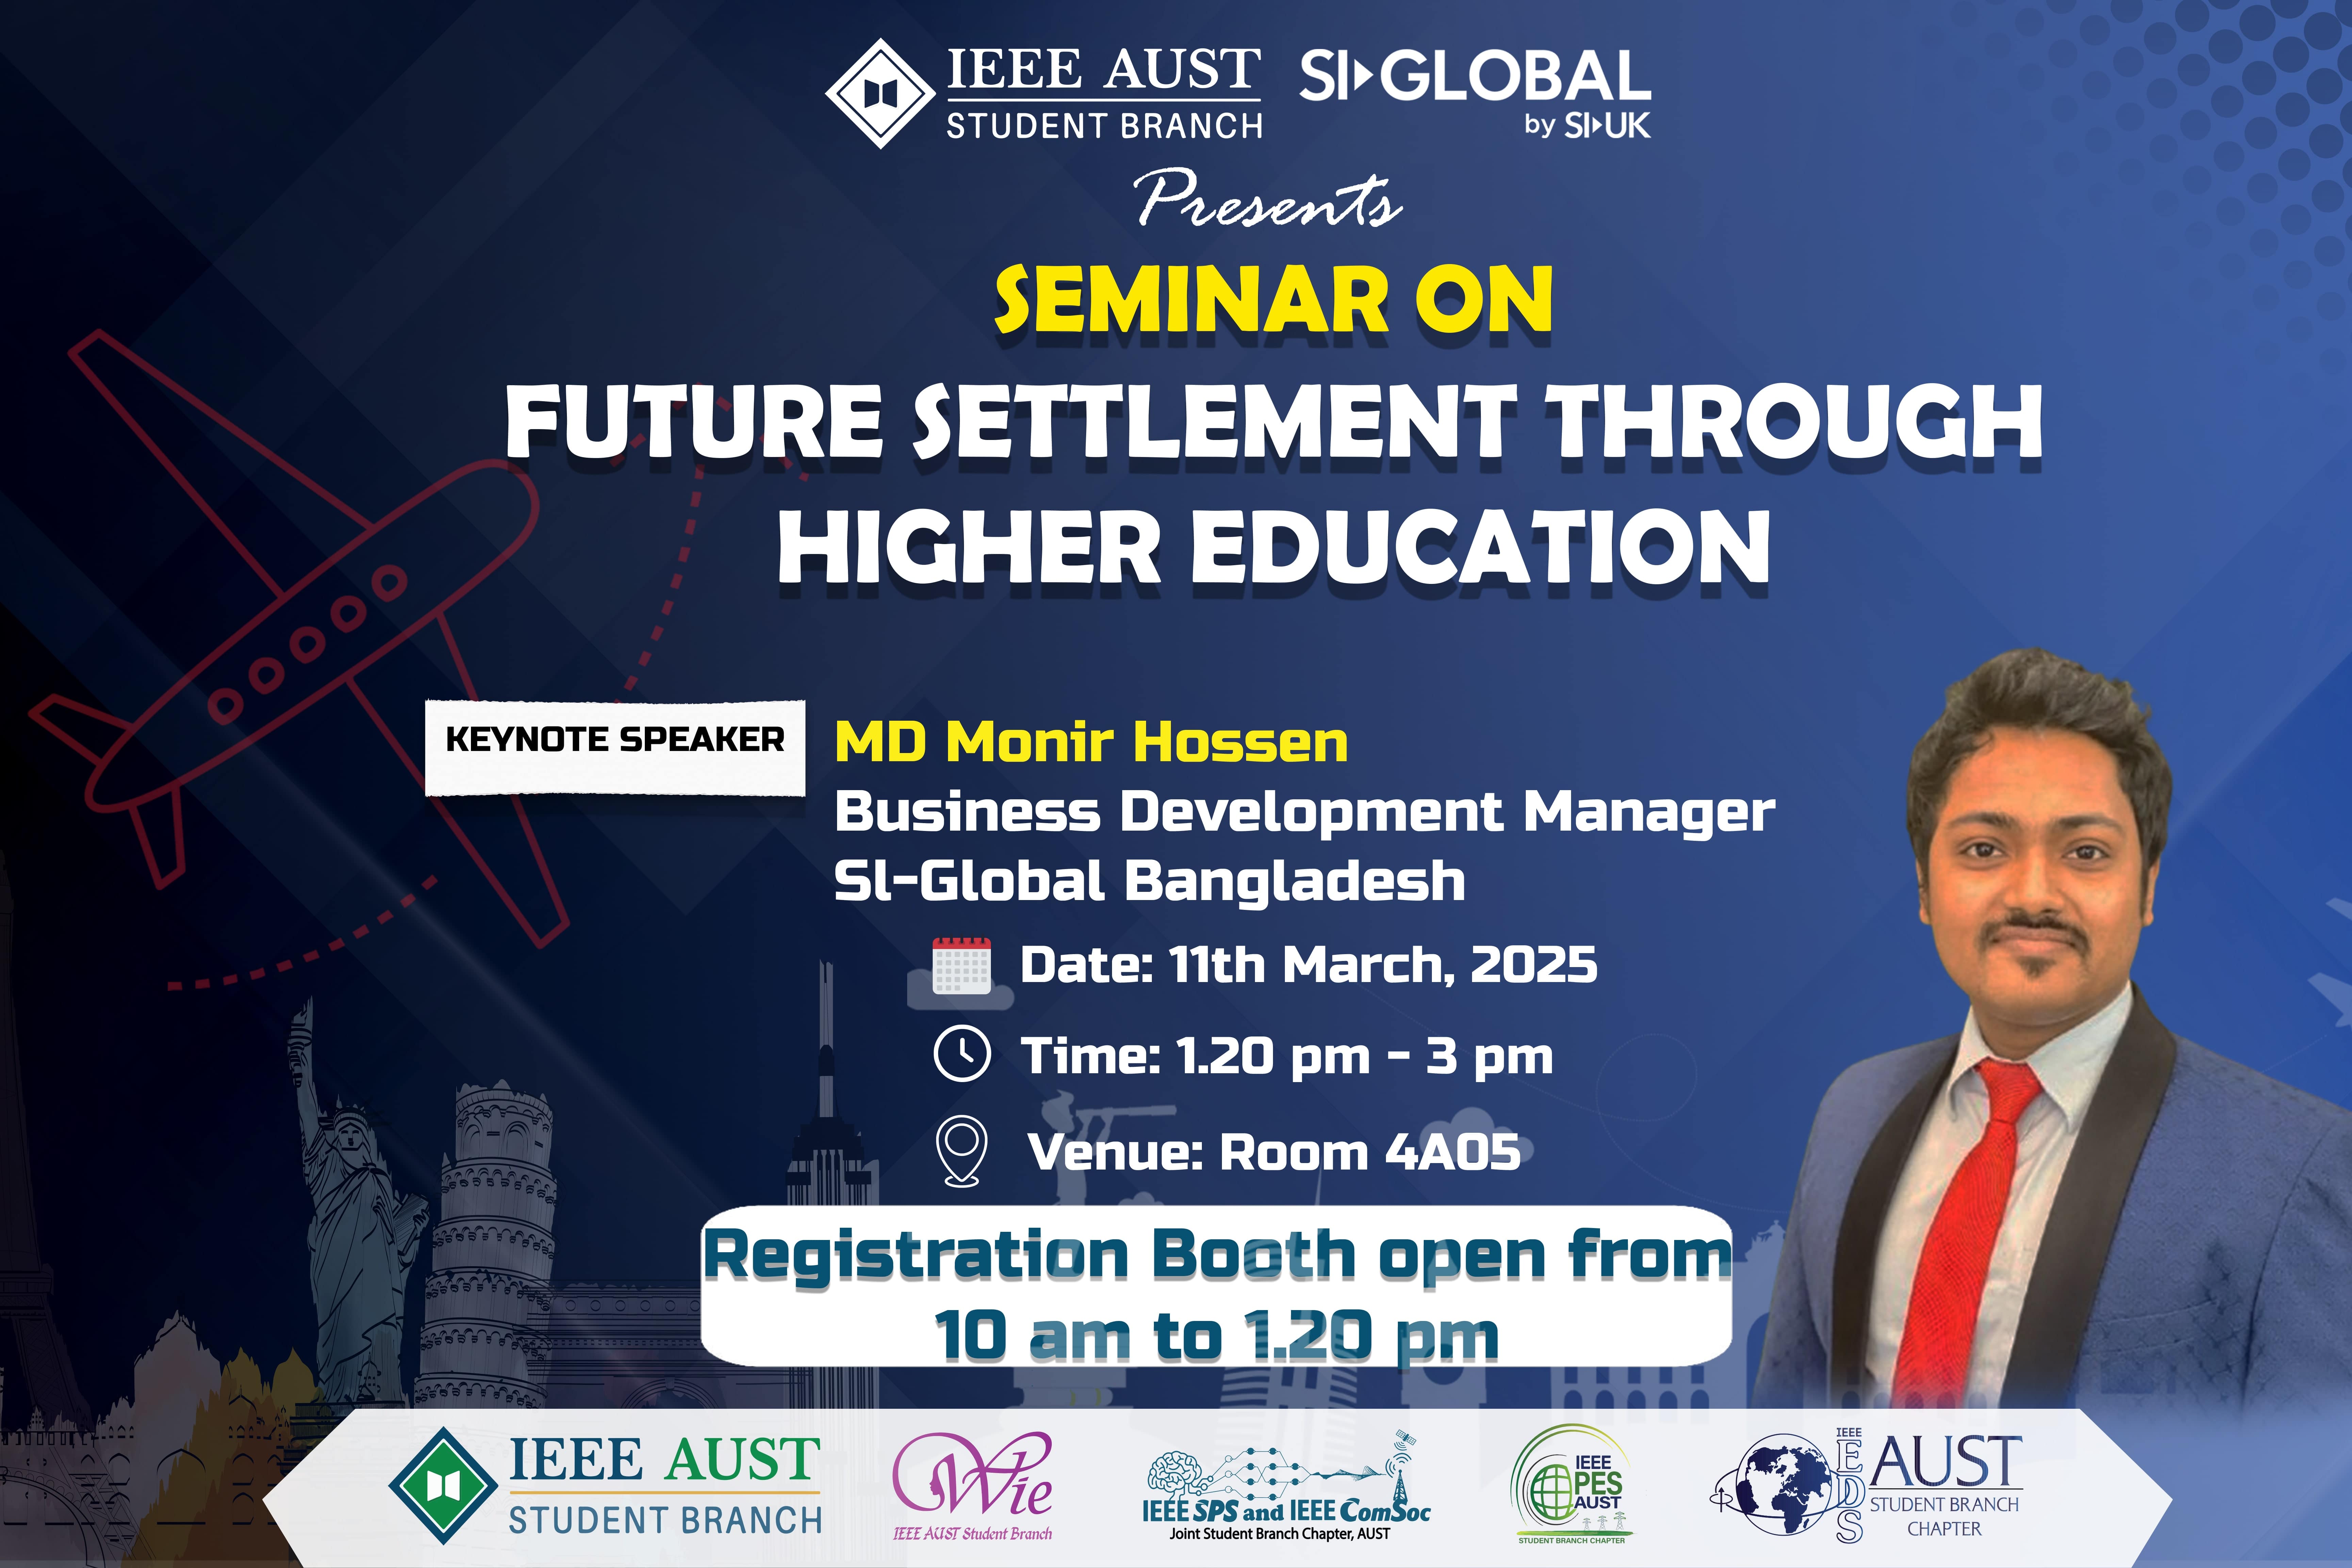 IEEE AUST
STUDENT BRANCH
SI GLOBAL
by SI UK
Presents
SEMINAR ON
FUTURE SETTLEMENT THROUGH
HIGHER EDUCATION
KEYNOTE SPEAKER
MD Monir Hossen
Business Development Manager
Sl-Global Bangladesh
Date: 11th March, 2025
Time: 1.20 pm - 3 pm
Venue: Room 4A05
Registration Booth open from
10 am to 1.20 pm
IEEE AUST
STUDENT BRANCH
Wie
IEEE AUST Student Branch
IEEE SPS and IEEE ComSoc
Joint Student Branch Chapter, AUST
IEEE
PES
AUST
STUDENT BRANCH CHAPTER
IEEE
EDS
AUST
STUDENT BRANCH
CHAPTER